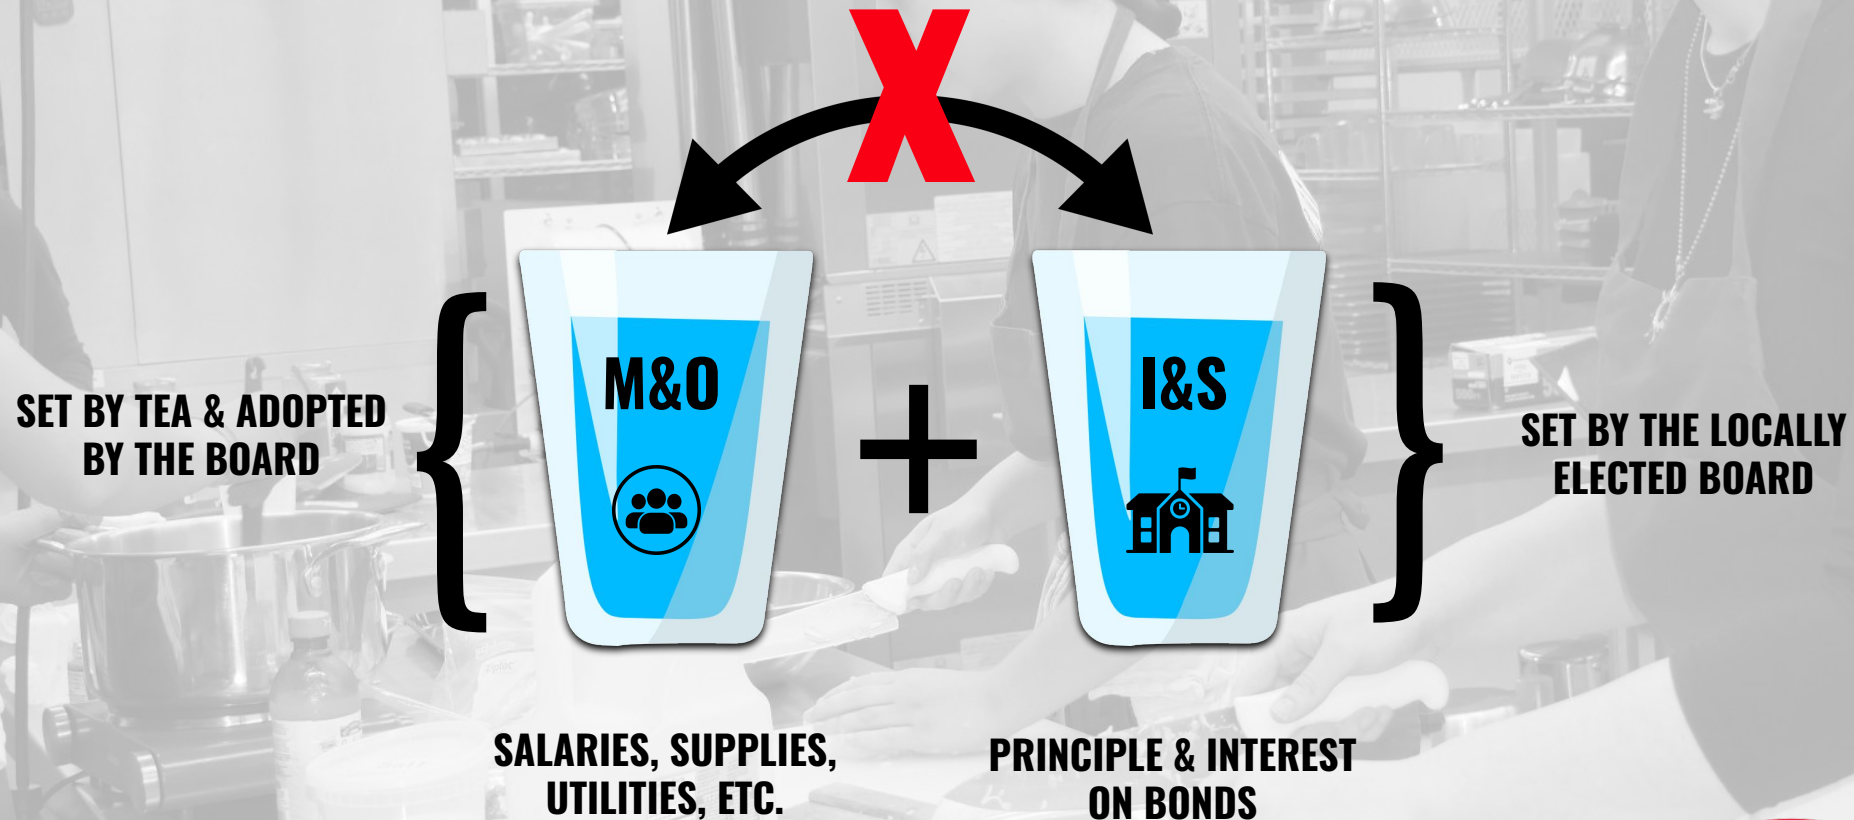 X
M&O
I&S
+
SET BY TEA & ADOPTED
BY THE BOARD
{
}
SET BY THE LOCALLY
ELECTED BOARD
SALARIES, SUPPLIES,
UTILITIES, ETC.
PRINCIPLE & INTEREST
ON BONDS